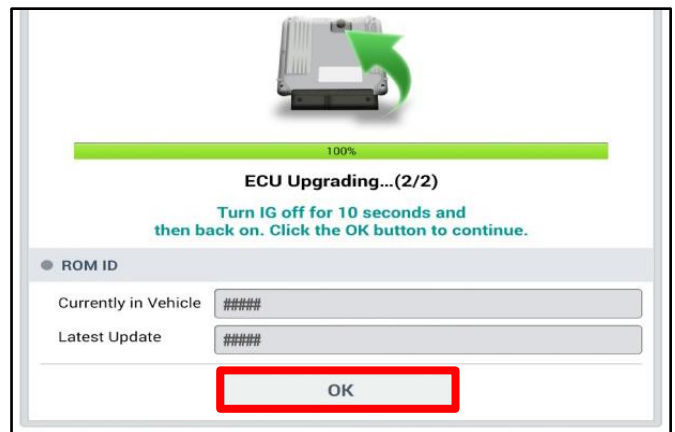 100%
ECU Upgrading...(2/2)
Turn IG off for 10 seconds and
then back on. Click the OK button to continue.
ROM ID
Currently in Vehicle #####
Latest Update #####
OK